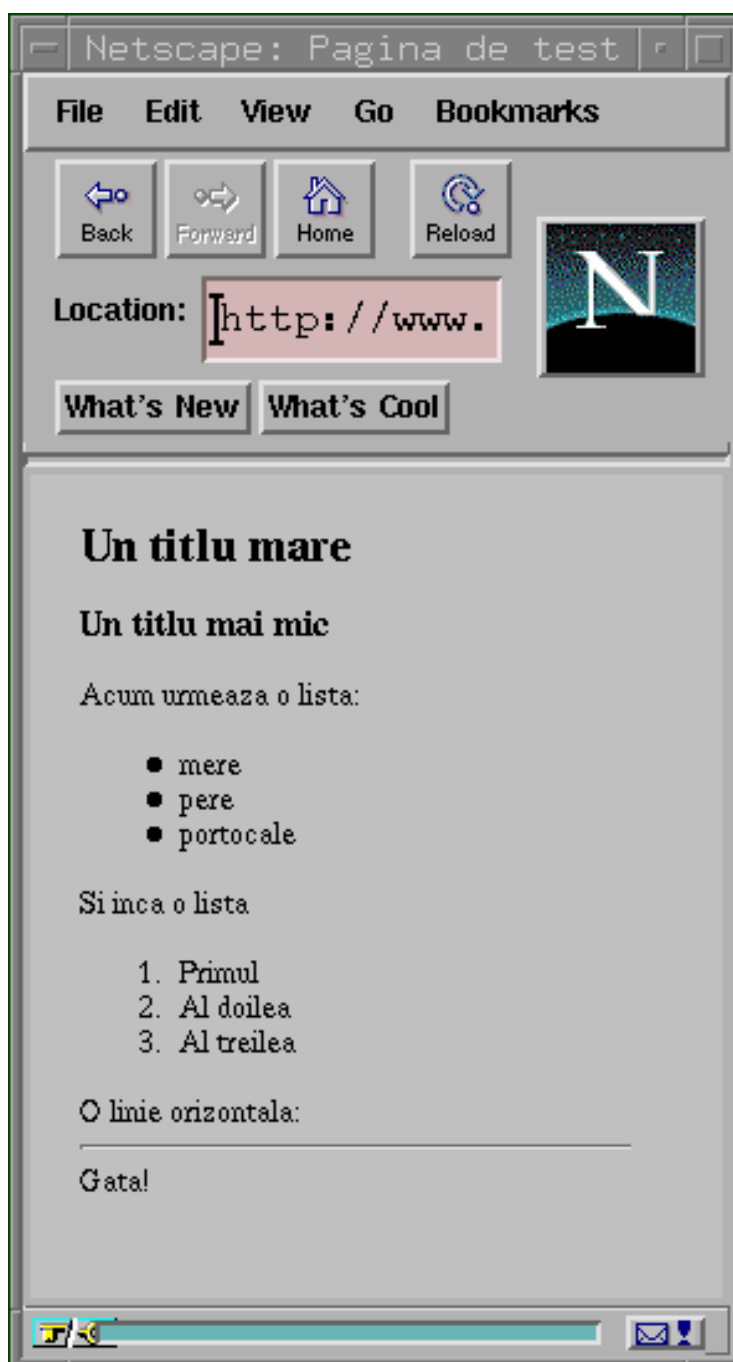 Netscape: Pagina de test
File Edit View Go Bookmarks
Back Forward Home Reload
N
Location: http://www.
What's New What's Cool
Un titlu mare
Un titlu mai mic
Acum urmeaza o lista:
mere
pere
portocale
Si inca o lista
1. Primul
2. Al doilea
3. Al treilea
O linie orizontala:
Gata!